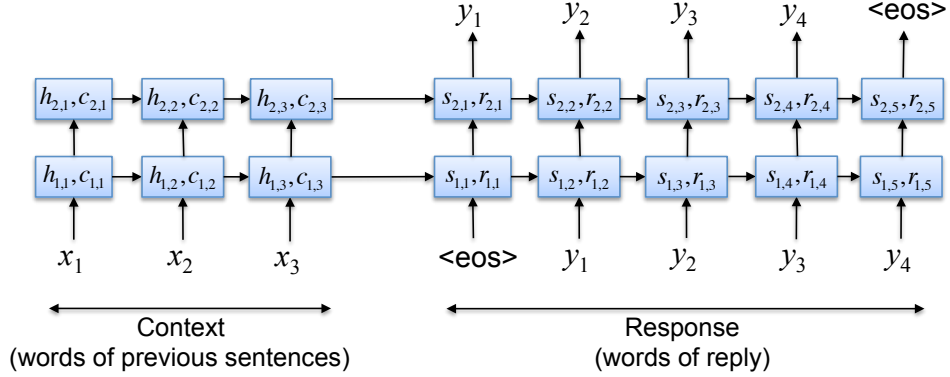 y1 y2 y3 y4 <eos>
h2,1,c2,1 h2,2,c2,2 h2,3,c2,3 s2,1,r2,1 s2,2,r2,2 s2,3,r2,3 s2,4,r2,4 s2,5,r2,5
h1,1,c1,1 h1,2,c1,2 h1,3,c1,3 s1,1,r1,1 s1,2,r1,2 s1,3,r1,3 s1,4,r1,4 s1,5,r1,5
x1 x2 x3 <eos> y1 y2 y3 y4
Context
(words of previous sentences)
Response
(words of reply)